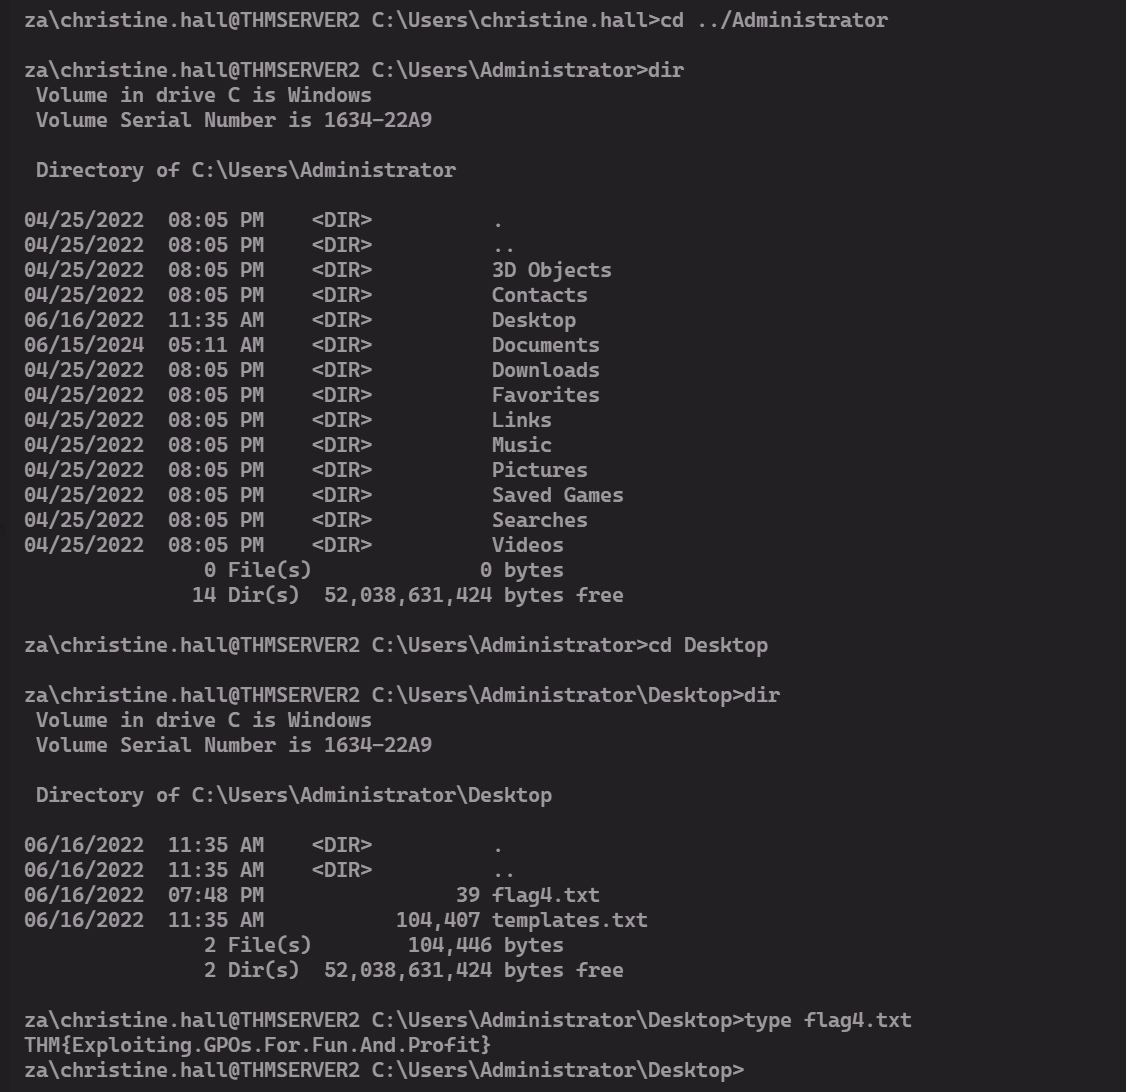 za\christine.hall@THMSERVER2 C:\Users\christine.hall>cd ../Administrator

za\christine.hall@THMSERVER2 C:\Users\Administrator>dir
 Volume in drive C is Windows
 Volume Serial Number is 1634-22A9

 Directory of C:\Users\Administrator

04/25/2022  08:05 PM    <DIR>          .
04/25/2022  08:05 PM    <DIR>          ..
04/25/2022  08:05 PM    <DIR>          3D Objects
04/25/2022  08:05 PM    <DIR>          Contacts
06/16/2022  11:35 AM    <DIR>          Desktop
06/15/2024  05:11 AM    <DIR>          Documents
04/25/2022  08:05 PM    <DIR>          Downloads
04/25/2022  08:05 PM    <DIR>          Favorites
04/25/2022  08:05 PM    <DIR>          Links
04/25/2022  08:05 PM    <DIR>          Music
04/25/2022  08:05 PM    <DIR>          Pictures
04/25/2022  08:05 PM    <DIR>          Saved Games
04/25/2022  08:05 PM    <DIR>          Searches
04/25/2022  08:05 PM    <DIR>          Videos
               0 File(s)              0 bytes
              14 Dir(s)  52,038,631,424 bytes free

za\christine.hall@THMSERVER2 C:\Users\Administrator>cd Desktop

za\christine.hall@THMSERVER2 C:\Users\Administrator\Desktop>dir
 Volume in drive C is Windows
 Volume Serial Number is 1634-22A9

 Directory of C:\Users\Administrator\Desktop

06/16/2022  11:35 AM    <DIR>          .
06/16/2022  11:35 AM    <DIR>          ..
06/16/2022  07:48 PM                39 flag4.txt
06/16/2022  11:35 AM           104,407 templates.txt
               2 File(s)        104,446 bytes
               2 Dir(s)  52,038,631,424 bytes free

za\christine.hall@THMSERVER2 C:\Users\Administrator\Desktop>type flag4.txt
THM{Exploiting.GPOs.For.Fun.And.Profit}
za\christine.hall@THMSERVER2 C:\Users\Administrator\Desktop>